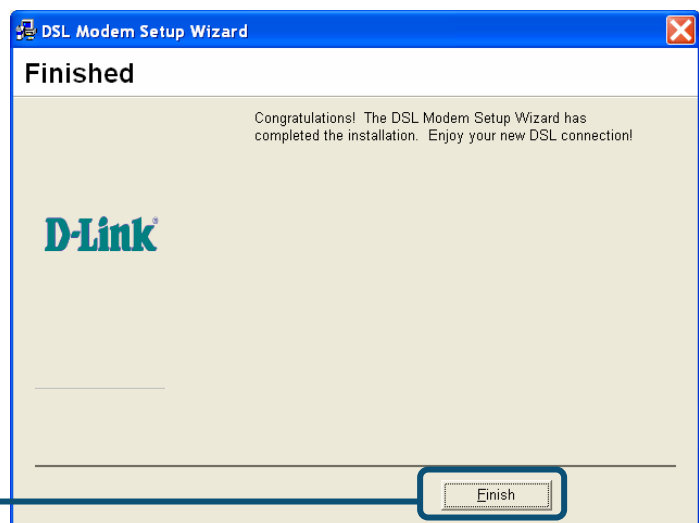 DSL Modem Setup Wizard
Finished
Congratulations!  The DSL Modem Setup Wizard has
completed the installation.  Enjoy your new DSL connection!
D-Link®
Finish